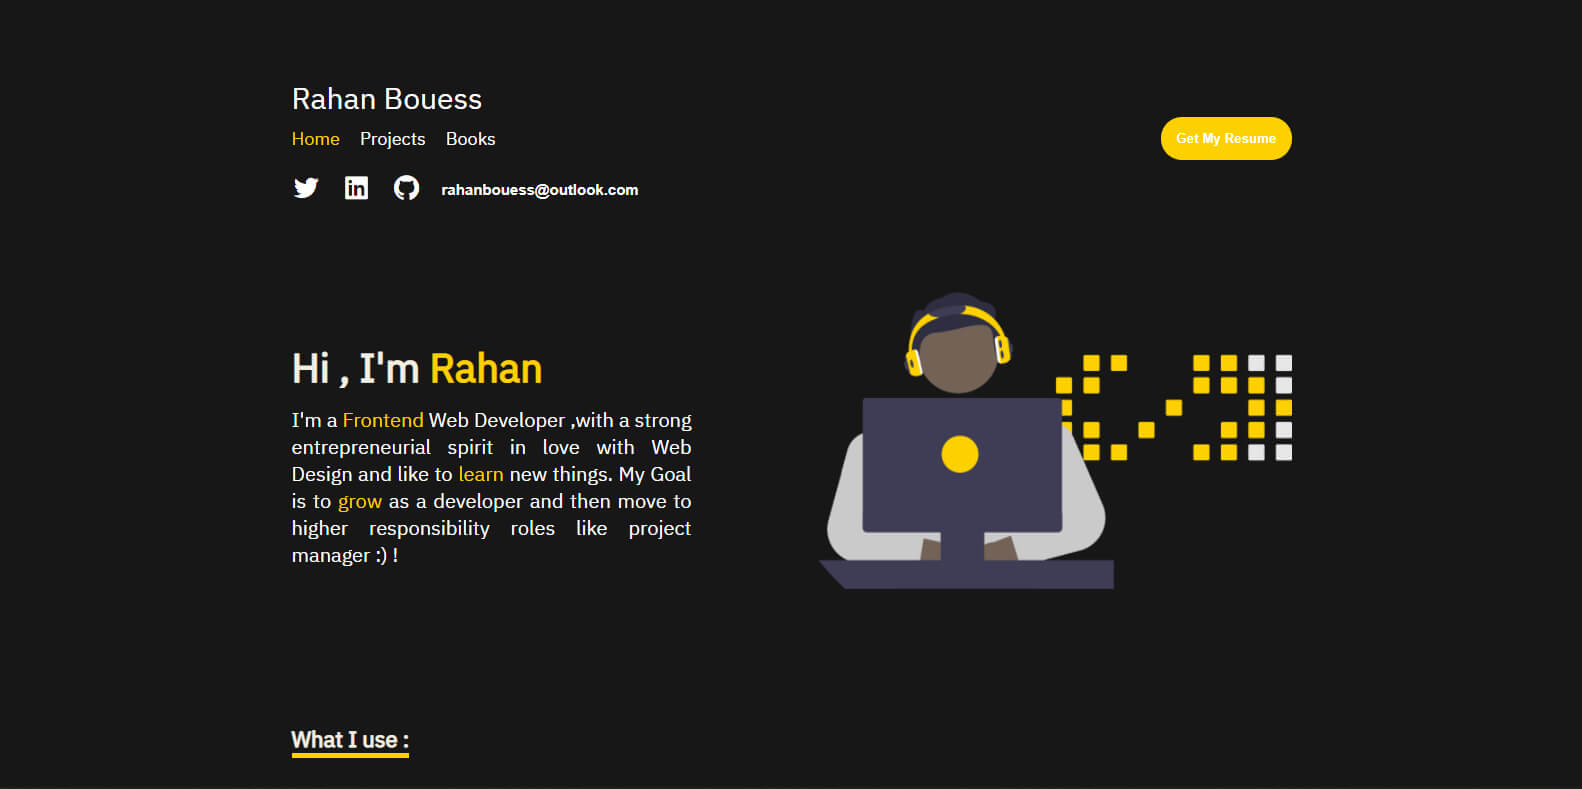 Rahan Bouess
Home Projects Books
Get My Resume
rahanbouess@outlook.com
Hi , I'm Rahan
I'm a Frontend Web Developer ,with a strong
entrepreneurial spirit in love with Web
Design and like to learn new things. My Goal
is to grow as a developer and then move to
higher responsibility roles like project
manager :) !
What I use :